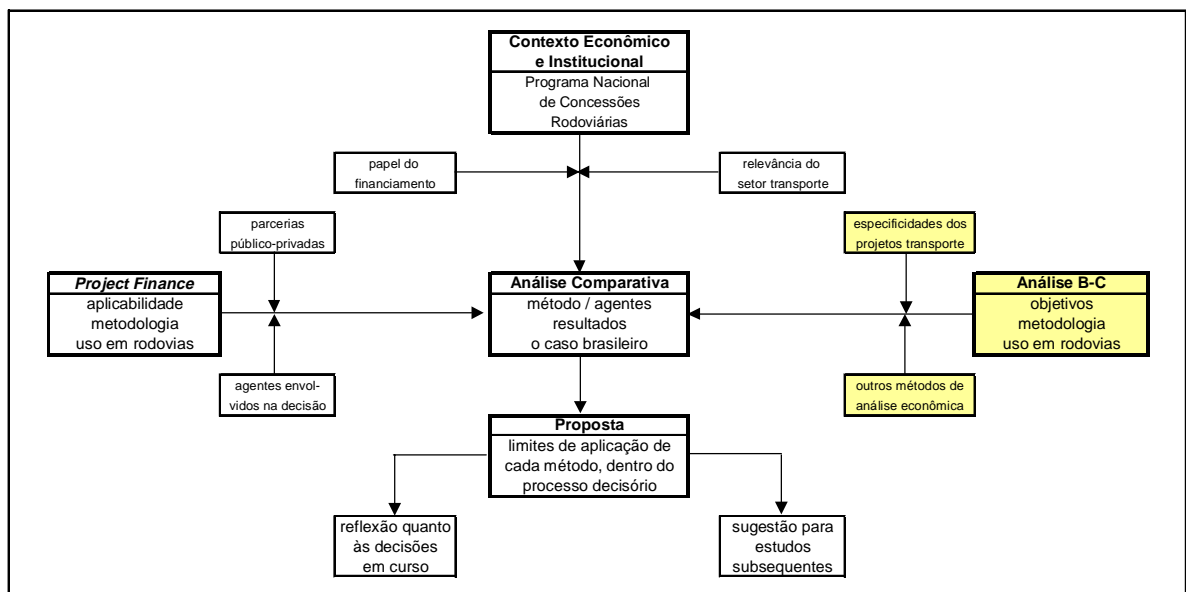 Contexto Econômico
e Institucional
Programa Nacional
de Concessões
Rodoviárias
papel do
financiamento
relevância do
setor transporte
parcerias
público-privadas
especificidades dos
projetos transporte
Project Finance
aplicabilidade
metodologia
uso em rodovias
Análise Comparativa
método / agentes
resultados
o caso brasileiro
Análise B-C
objetivos
metodologia
uso em rodovias
agentes envol-
vidos na decisão
outros métodos de
análise econômica
Proposta
limites de aplicação de
cada método, dentro do
processo decisório
reflexão quanto
às decisões
em curso
sugestão para
estudos
subsequentes